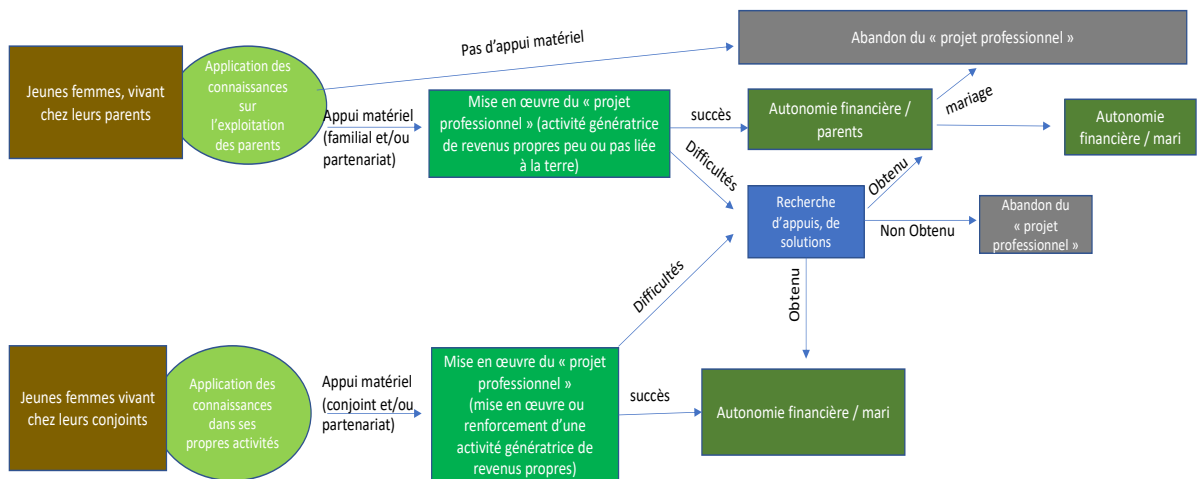 Jeunes femmes, vivant
chez leurs parents
Application des
connaissances
sur
l'exploitation
des parents
Pas d'appui matériel
Abandon du « projet professionnel »
Appui matériel
(familial et/ou
partenariat)
Mise en œuvre du « projet
professionnel » (activité génératrice
de revenus propres peu ou pas liée
à la terre)
succès
Autonomie financière /
parents
mariage
Autonomie
financière / mari
Difficultés
Recherche
d'appuis, de
solutions
Obtenu
Non Obtenu
Abandon du
« projet
professionnel »
Difficultés
Obtenu
Jeunes femmes vivant
chez leurs conjoints
Application des
connaissances
dans ses
propres activités
Appui matériel
(conjoint et/ou
partenariat)
Mise en œuvre du « projet
professionnel »
(mise en œuvre ou
renforcement d'une
activité génératrice de
revenus propres)
succès
Autonomie financière / mari